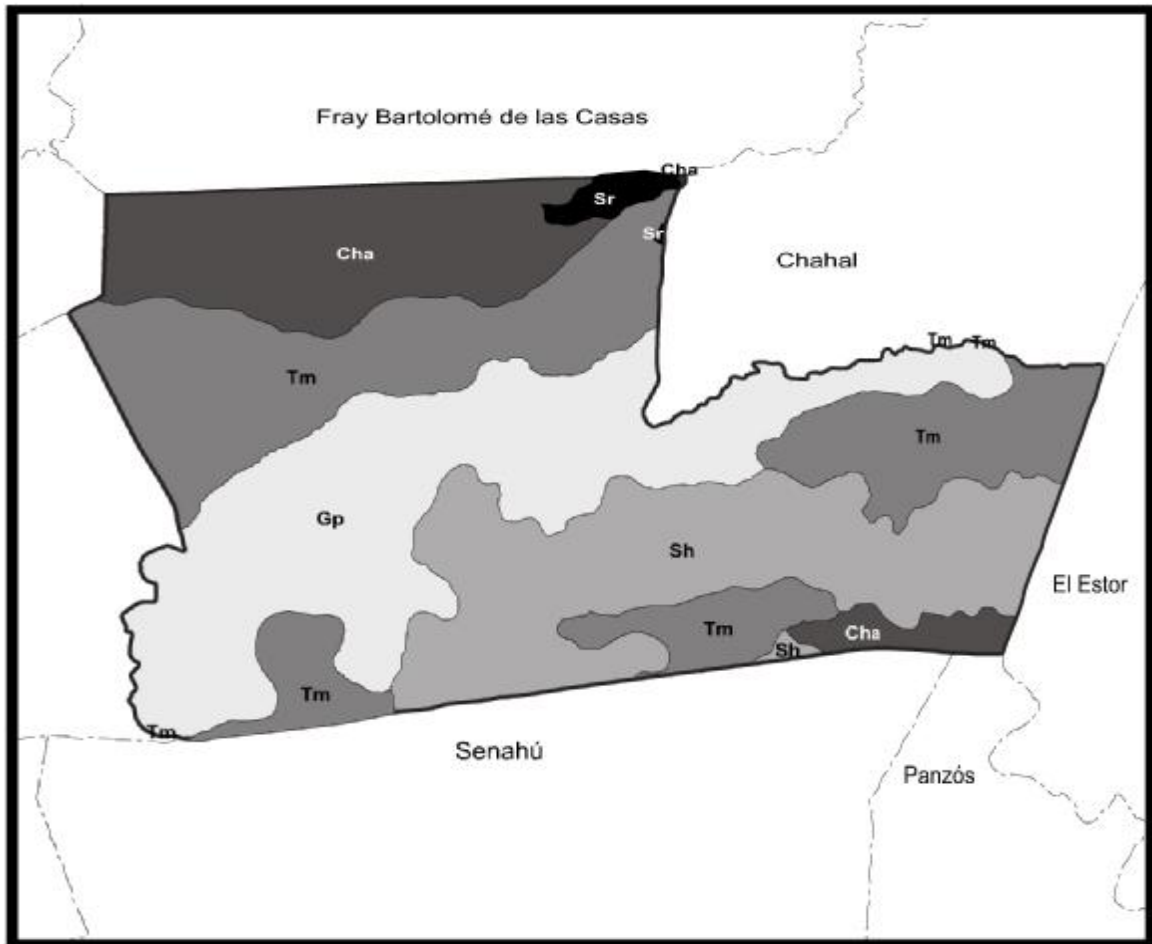 Fray Bartolomé de las Casas
Cha
Sr
Sr
Cha
Chahal
Tm
Tm
Tm
Tm
Gp
Sh
El Estor
Tm
Cha
Sh
Tm
Tm
Senahú
Panzós